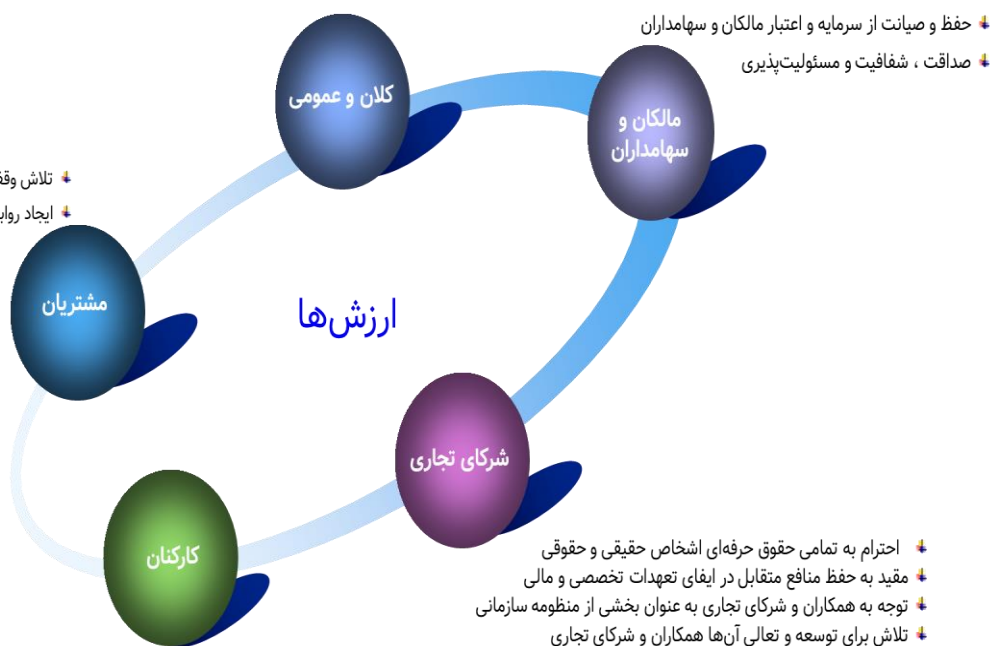 حفظ و صیانت از سرمایه و اعتبار مالکان و سهامداران
صداقت ، شفافیت و مسئولیت‌پذیری
کلان و عمومی
مالکان و
سهامداران
تلاش
ایجاد
مشتریان
ارزش‌ها
شرکای تجاری
کارکنان
احترام به تمامی حقوق حرفه‌ای اشخاص حقیقی و حقوقی
مقید به حفظ منافع متقابل در ایفای تعهدات تخصصی و مالی
توجه به همکاران و شرکای تجاری به عنوان بخشی از منظومه سازمانی
تلاش برای توسعه و تعالی آن‌ها همکاران و شرکای تجاری